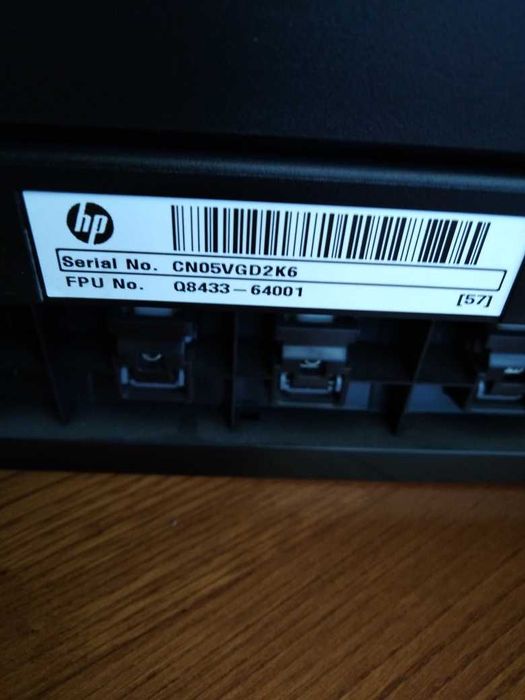 hp
Serial No. CN05VGD2K6
FPU No. Q8433-64001
[57]